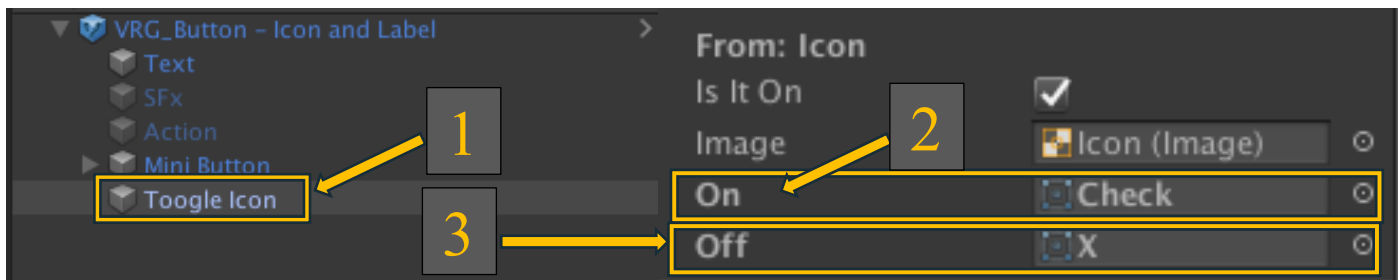 VRG_Button – Icon and Label
Text
SFx
Action
Mini Button
Toogle Icon
1
3
From: Icon
Is It On
Image
Icon (Image)
2
On
Check
Off
X